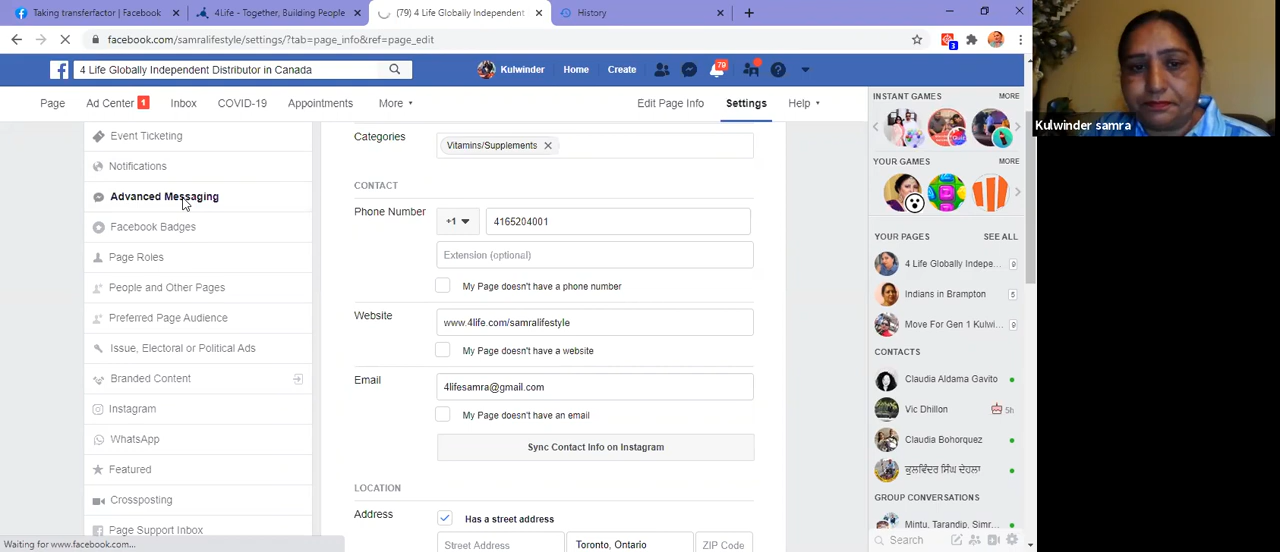 Taking transferfactor | Facebook
4Life - Together, Building People
(79) 4 Life Globally Independent
History
facebook.com/samralifestyle/settings/?tab=page_info&ref=page_edit
3
4 Life Globally Independent Distributor in Canada
Kulwinder
Home
Create
79
Page
Ad Center 1
Inbox
COVID-19
Appointments
More
Edit Page Info
Settings
Help
Event Ticketing
Notifications
Advanced Messaging
Facebook Badges
Page Roles
People and Other Pages
Preferred Page Audience
Issue, Electoral or Political Ads
Branded Content
Instagram
WhatsApp
Featured
Crossposting
Page Support Inbox
Waiting for www.facebook.com...
Categories
Vitamins/Supplements
CONTACT
Phone Number
+1
4165204001
Extension (optional)
My Page doesn't have a phone number
Website
www.4life.com/samralifestyle
My Page doesn't have a website
Email
4lifesamra@gmail.com
My Page doesn't have an email
Sync Contact Info on Instagram
LOCATION
Address
Has a street address
Street Address
Toronto, Ontario
ZIP Code
INSTANT GAMES
MORE
YOUR GAMES
MORE
YOUR PAGES
SEE ALL
4 Life Globally Indepe... 9
Indians in Brampton 5
Move For Gen 1 Kulwi... 9
CONTACTS
Claudia Aldama Gavito
Vic Dhillon 5h
Claudia Bohorquez
ਕੁਲਵਿੰਦਰ ਸਿੰਘ ਦੇਹਲਾ
GROUP CONVERSATIONS
Mintu, Tarandip, Simr...
Search
Kulwinder samra